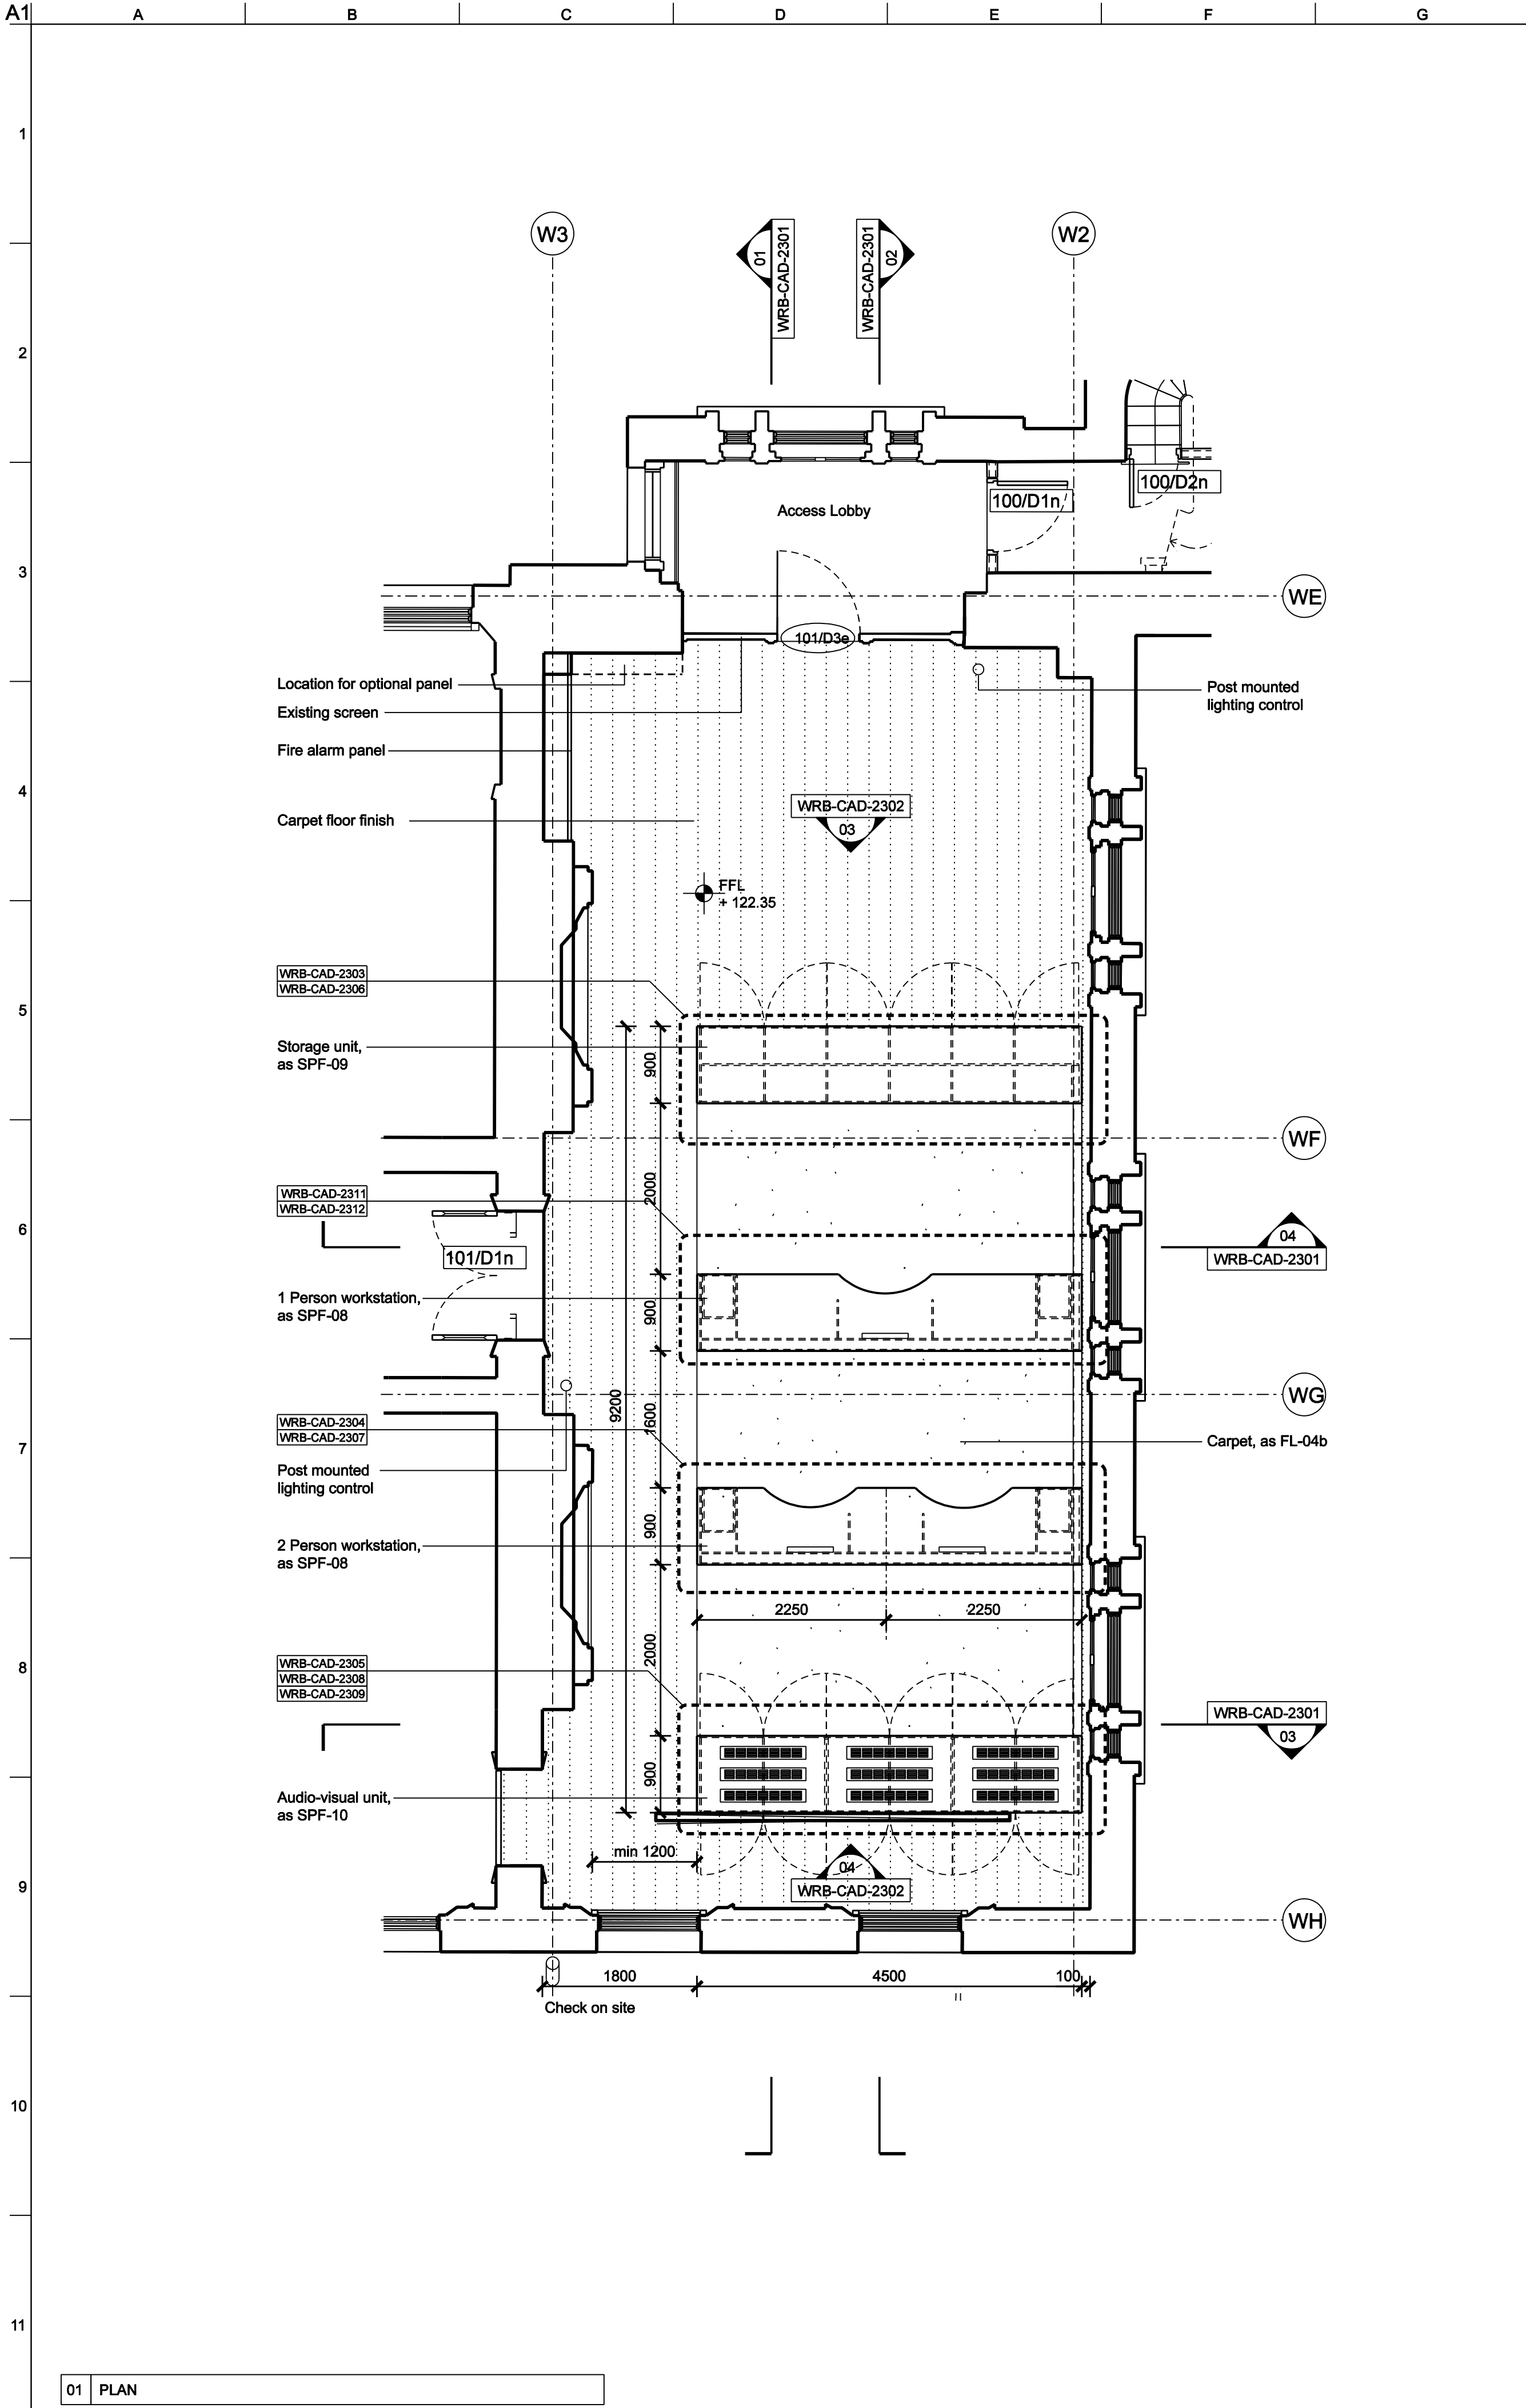 A1
A
B
C
D
E
F
G
1
2
3
4
5
6
7
8
9
10
11
W3
01
WRB-CAD-2301
WRB-CAD-2301
02
W2
Access Lobby
100/D1n
100/D2n
WE
101/D3e
Location for optional panel
Existing screen
Fire alarm panel
Carpet floor finish
Post mounted
lighting control
WRB-CAD-2302
03
FFL
+ 122.35
WRB-CAD-2303
WRB-CAD-2306
Storage unit,
as SPF-09
900
WF
2000
WRB-CAD-2311
WRB-CAD-2312
101/D1n
04
WRB-CAD-2301
1 Person workstation,
as SPF-08
900
9200
1600
WG
WRB-CAD-2304
WRB-CAD-2307
Carpet, as FL-04b
Post mounted
lighting control
900
2 Person workstation,
as SPF-08
2250
2250
2000
WRB-CAD-2305
WRB-CAD-2308
WRB-CAD-2309
WRB-CAD-2301
03
900
Audio-visual unit,
as SPF-10
min 1200
04
WRB-CAD-2302
WH
1800
4500
100
Check on site
01 PLAN